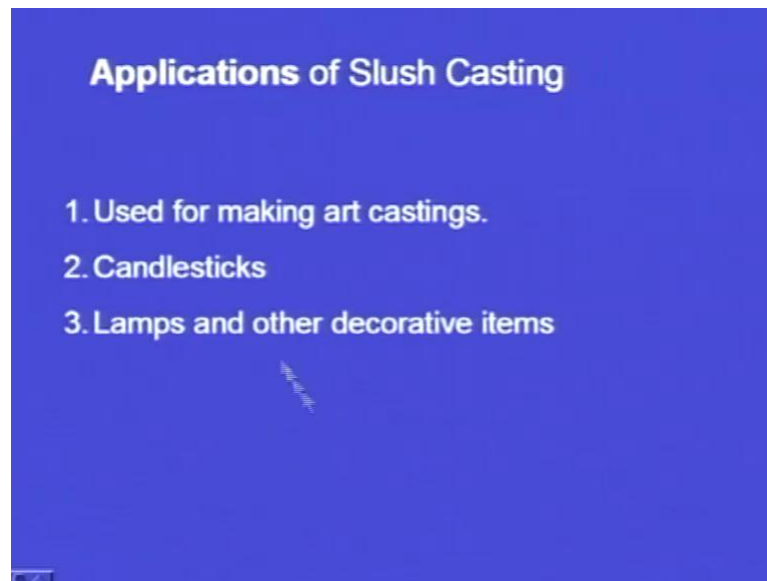 Applications of Slush Casting
1. Used for making art castings.
2. Candlesticks
3. Lamps and other decorative items